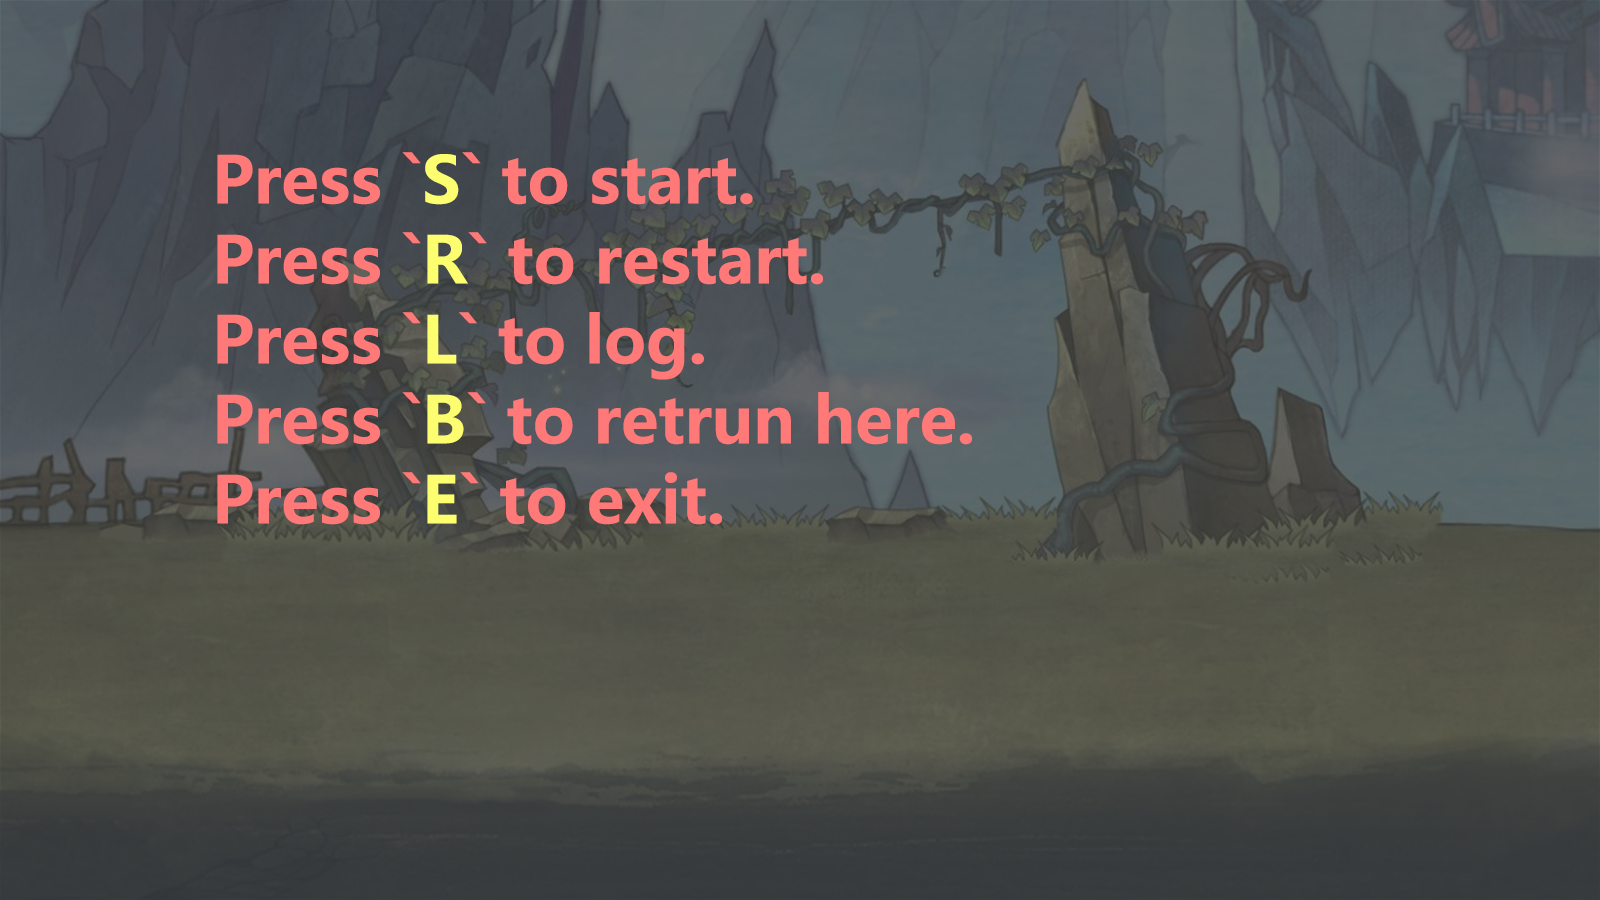 Press `S` to start.
Press `R` to restart.
Press `L` to log.
Press `B` to retrun here.
Press `E` to exit.